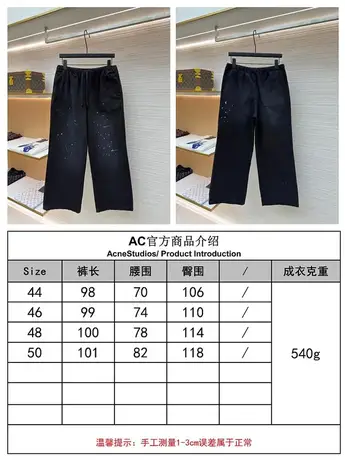 AC官方商品介绍
AcneStudios/ Product Introduction
Size 裤长 腰围 臀围 / 成衣克重
44 98 70 106 /
46 99 74 110 /
48 100 78 114 /
50 101 82 118 / 540g
温馨提示：手工测量1-3cm误差属于正常